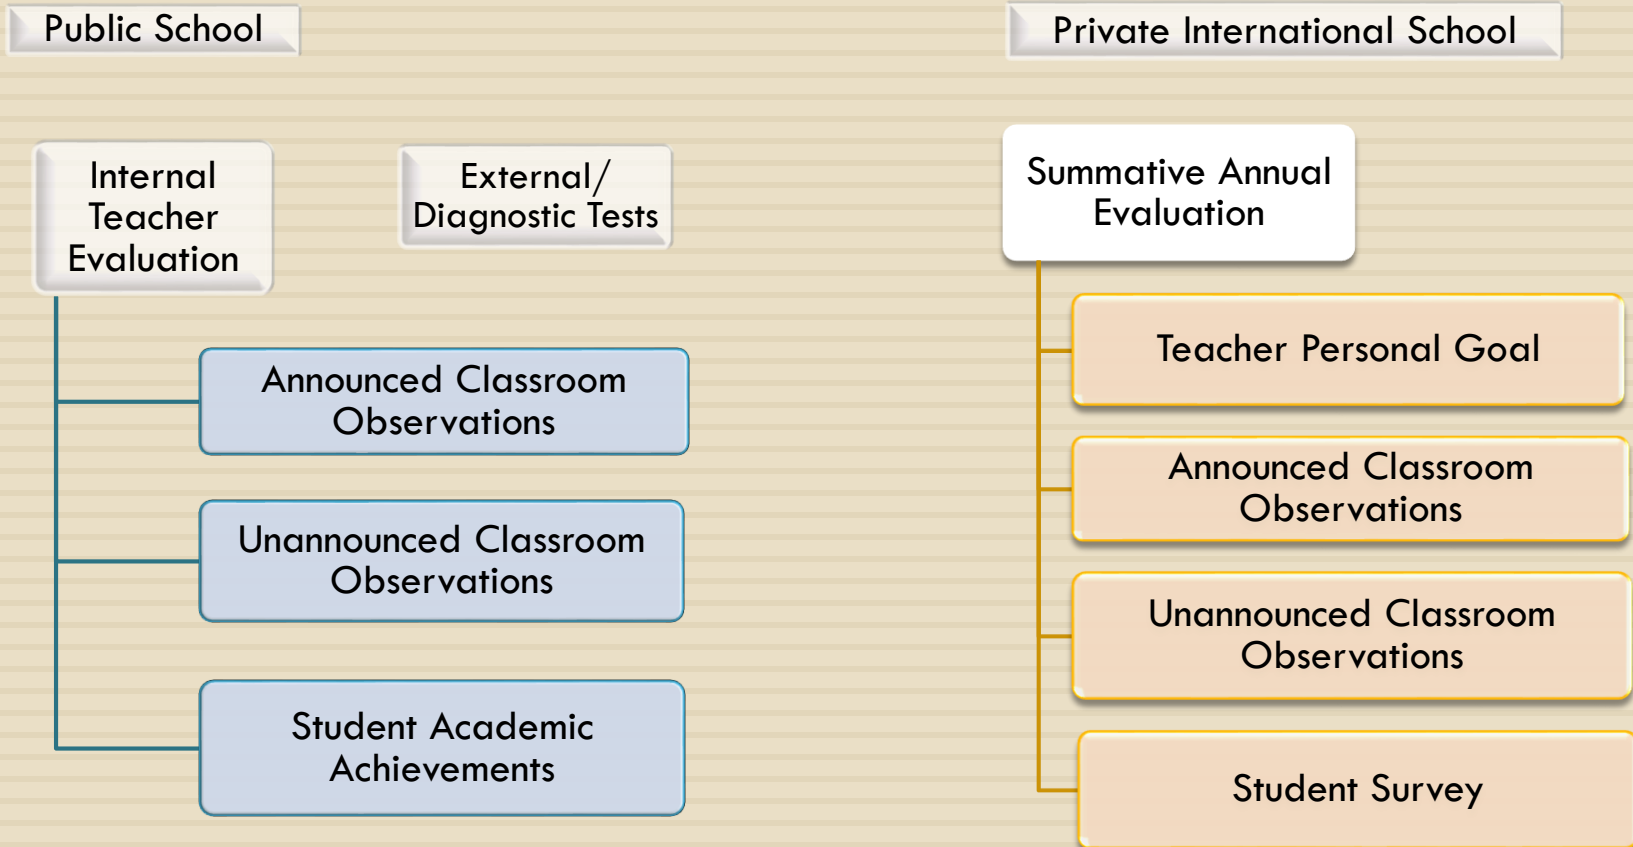 Public School
Private International School
Internal
Teacher
Evaluation
External/
Diagnostic Tests
Announced Classroom
Observations
Unannounced Classroom
Observations
Student Academic
Achievements
Summative Annual
Evaluation
Teacher Personal Goal
Announced Classroom
Observations
Unannounced Classroom
Observations
Student Survey